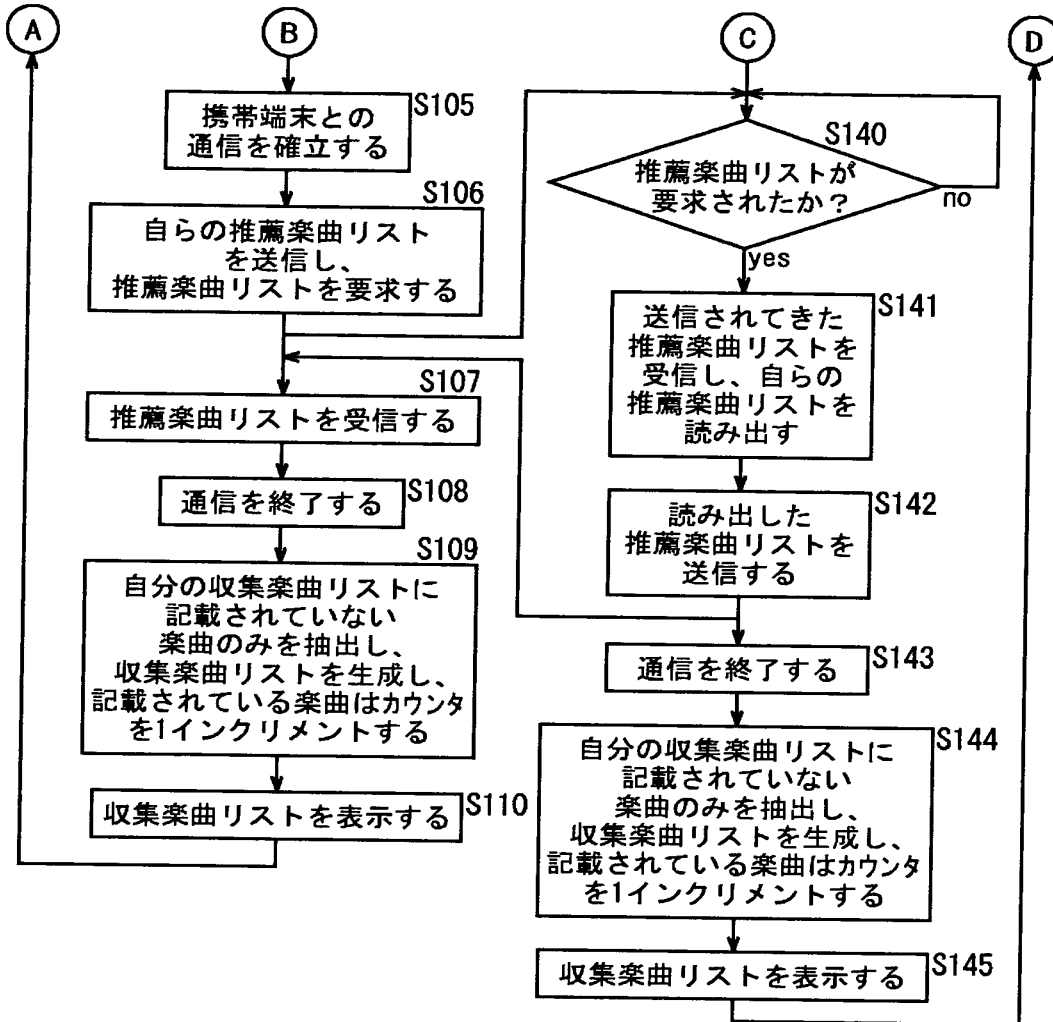 A
B
S105
携帯端末との
通信を確立する
S106
自らの推薦楽曲リスト
を送信し、
推薦楽曲リストを要求する
S107
推薦楽曲リストを受信する
S108
通信を終了する
S109
自分の収集楽曲リストに
記載されていない
楽曲のみを抽出し、
収集楽曲リストを生成し、
記載されている楽曲はカウンタ
を1インクリメントする
S110
収集楽曲リストを表示する
C
D
S140
推薦楽曲リストが
要求されたか？
no
yes
S141
送信されてきた
推薦楽曲リストを
受信し、自らの
推薦楽曲リストを
読み出す
S142
読み出した
推薦楽曲リストを
送信する
S143
通信を終了する
S144
自分の収集楽曲リストに
記載されていない
楽曲のみを抽出し、
収集楽曲リストを生成し、
記載されている楽曲はカウンタ
を1インクリメントする
S145
収集楽曲リストを表示する